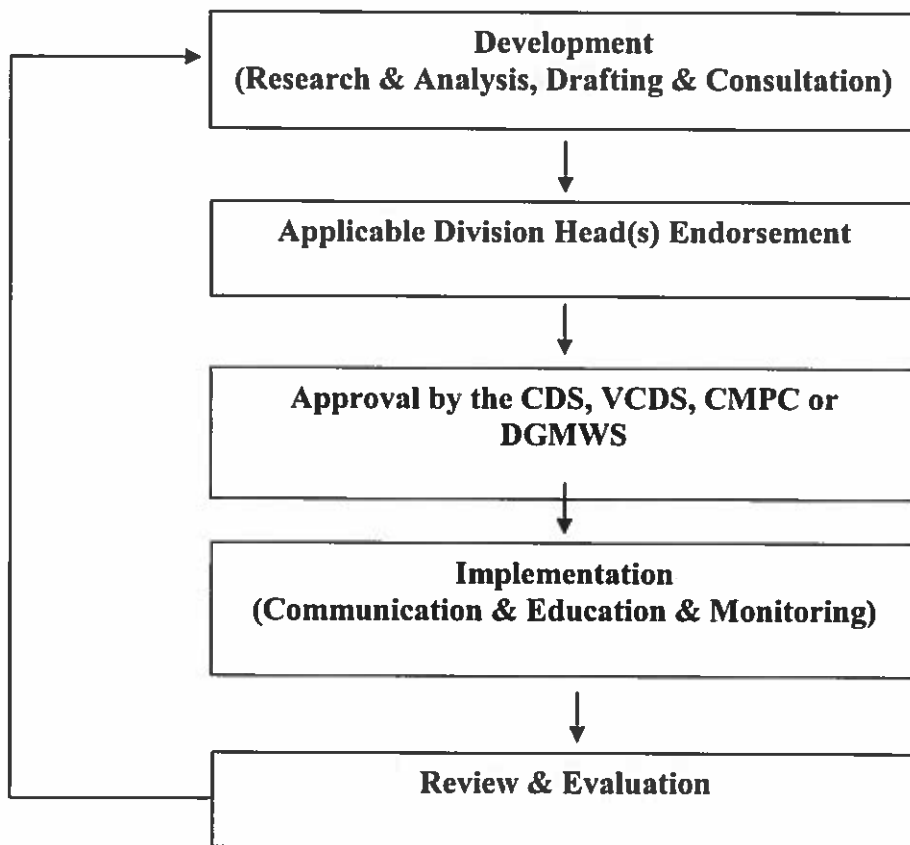 Development
(Research & Analysis, Drafting & Consultation)
Applicable Division Head(s) Endorsement
Approval by the CDS, VCDS, CMPC or
DGMWS
Implementation
(Communication & Education & Monitoring)
Review & Evaluation